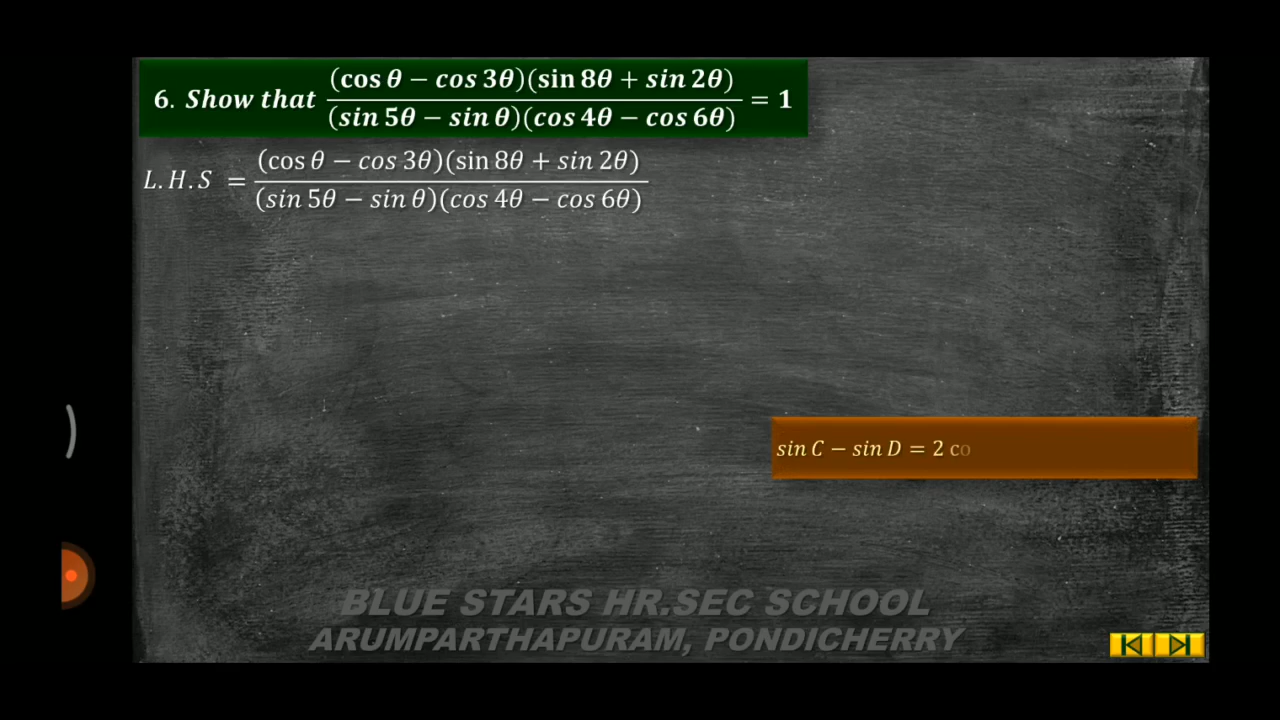 6. Show that (cos θ − cos 3θ)(sin 8θ + sin 2θ) / (sin 5θ − sin θ)(cos 4θ − cos 6θ) = 1
L.H.S = (cos θ − cos 3θ)(sin 8θ + sin 2θ) / (sin 5θ − sin θ)(cos 4θ − cos 6θ)
sin C − sin D = 2 co
BLUE STARS HR.SEC SCHOOL
ARUMPARTHAPURAM, PONDICHERRY